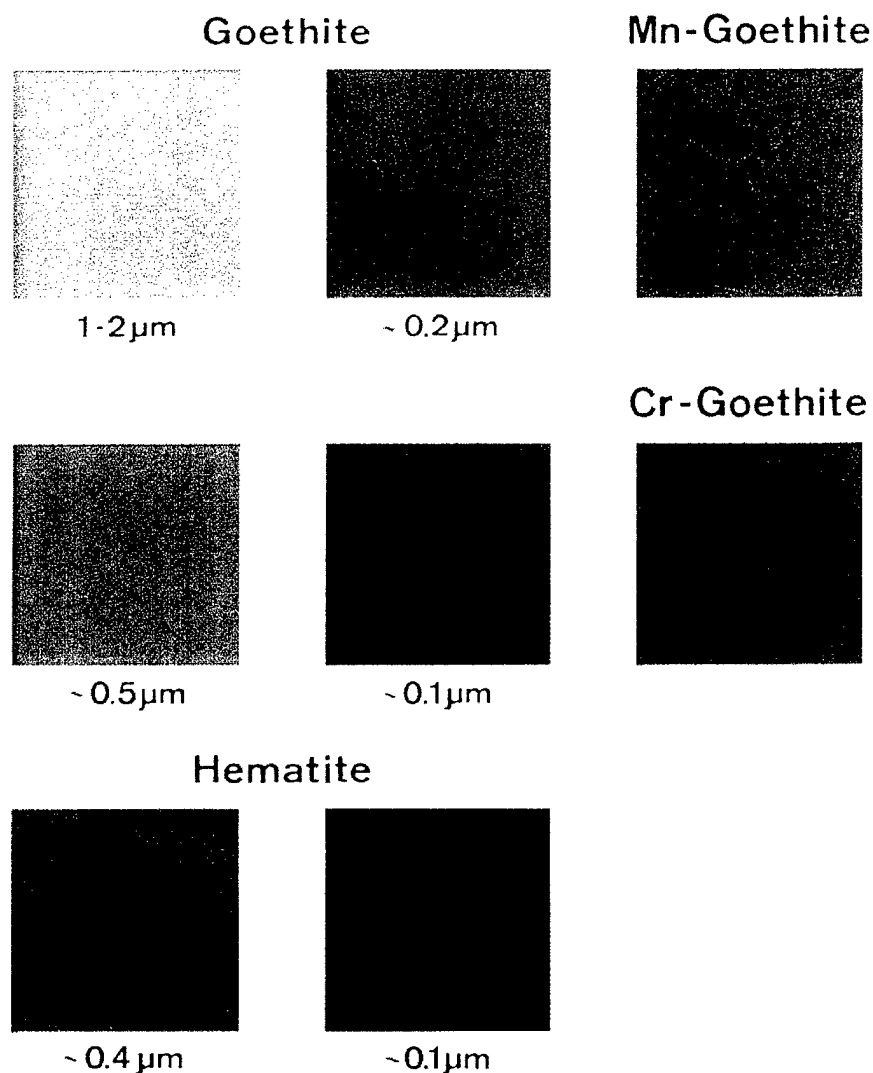 Goethite
Mn-Goethite
1-2µm
~ 0.2µm
Cr-Goethite
~ 0.5µm
~ 0.1µm
Hematite
~ 0.4µm
~ 0.1µm